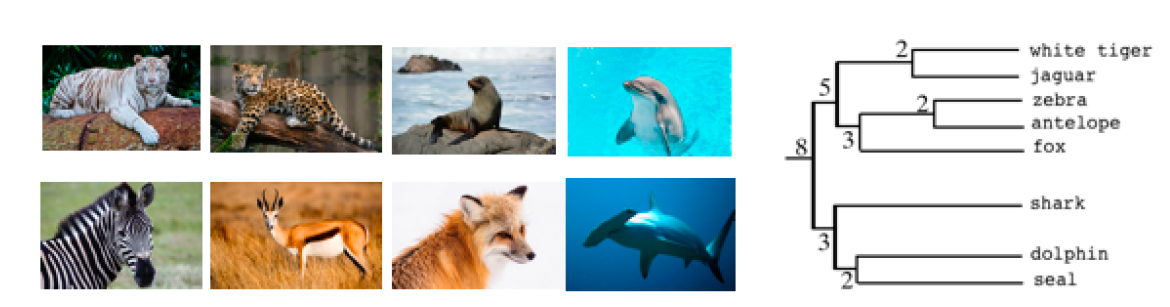 2 white tiger
jaguar
5
2 zebra
antelope
3 fox
8
shark
3
dolphin
2 seal